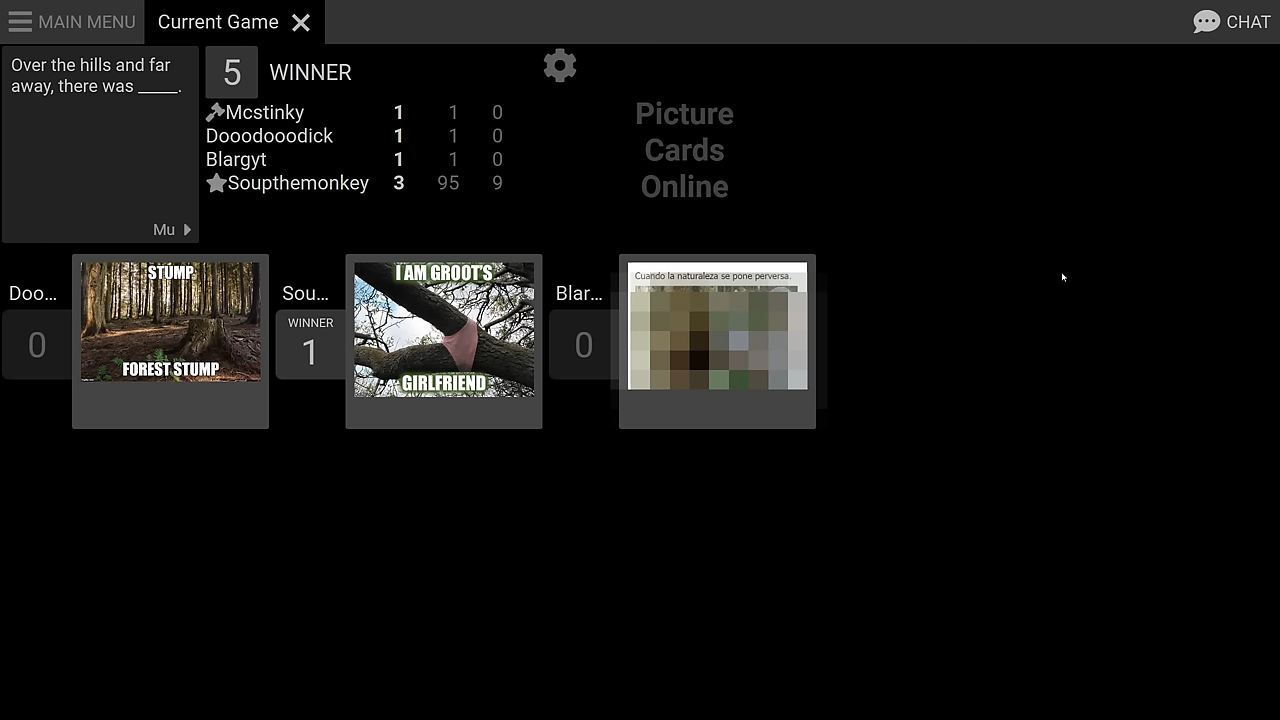 MAIN MENU
Current Game
CHAT
Over the hills and far
away, there was _____.
Mu
5 WINNER
Mcstinky 1 1 0
Dooodooodick 1 1 0
Blargyt 1 1 0
Soupthemonkey 3 95 9
Picture
Cards
Online
Doo...
0
STUMP
FOREST STUMP
Sou...
WINNER
1
I AM GROOT'S
GIRLFRIEND
Blar...
0
Cuando la naturaleza se pone perversa.